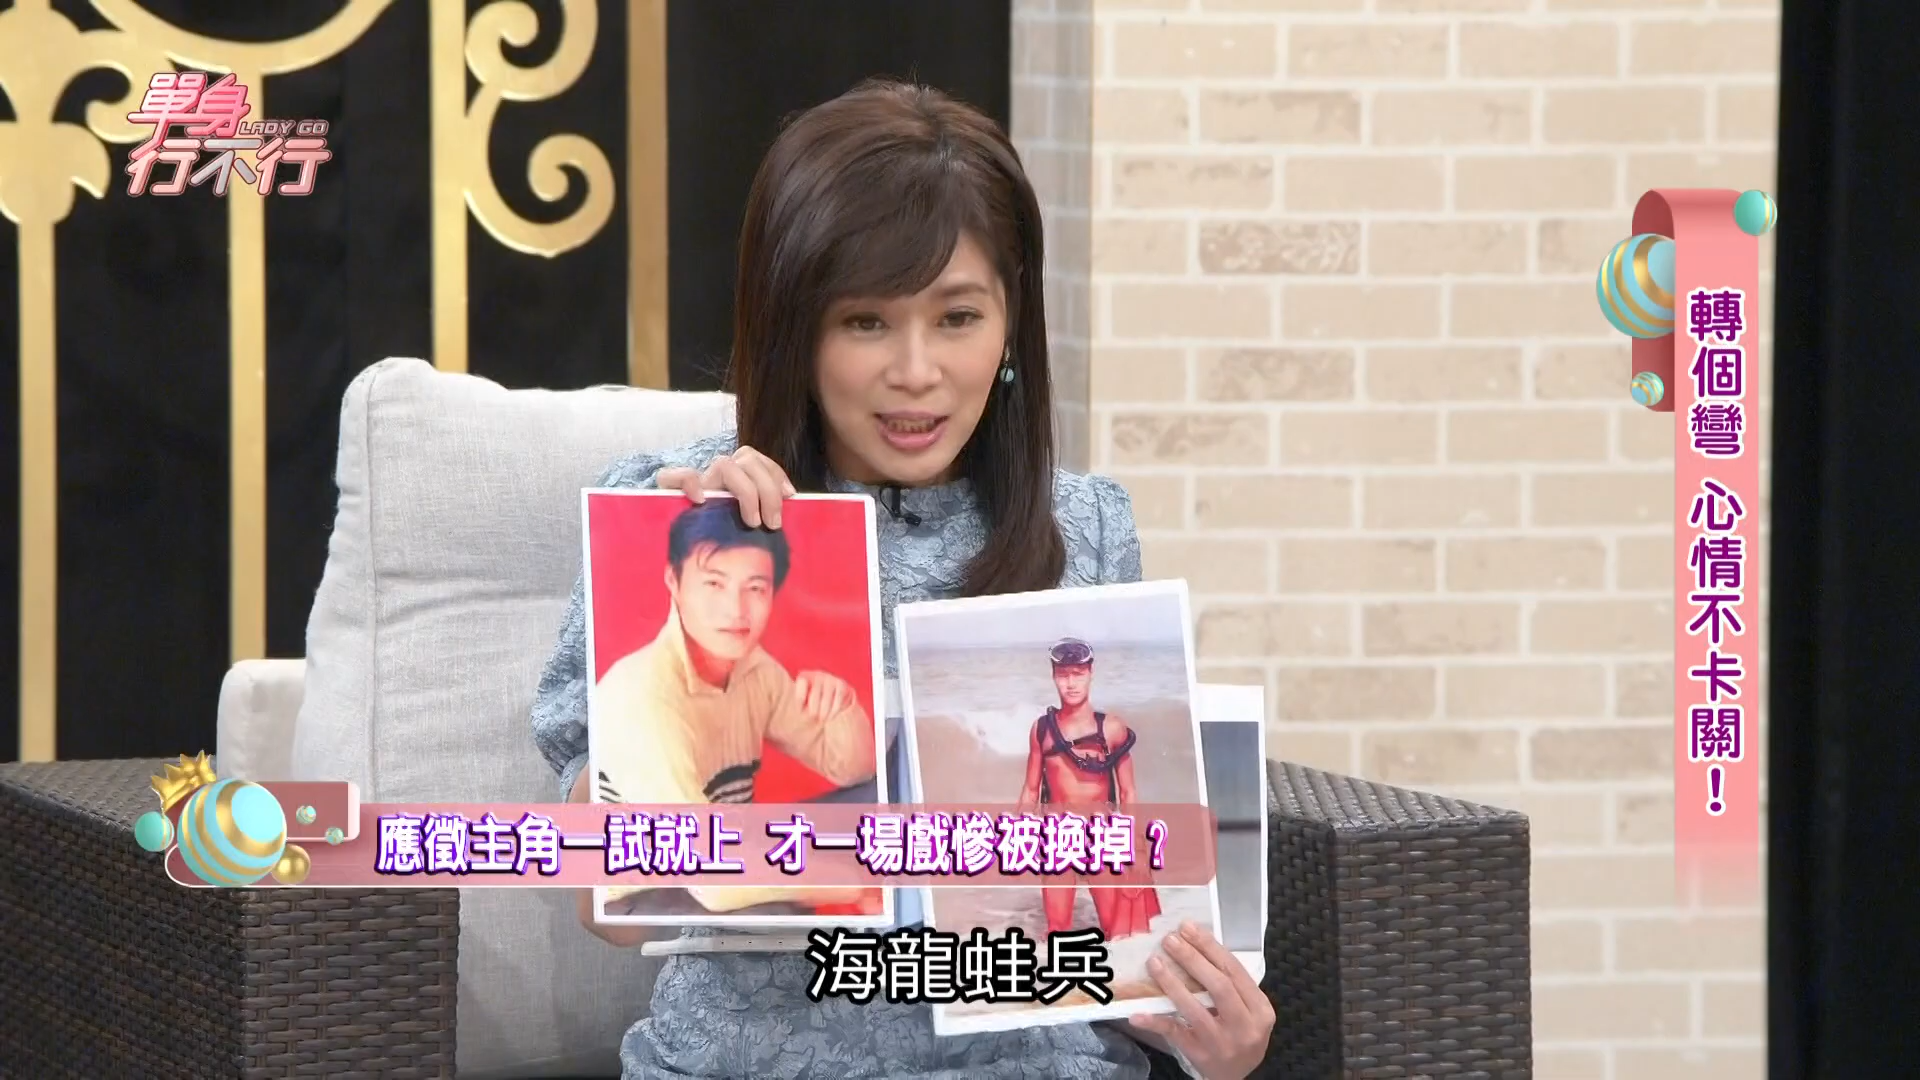 單身
LADY GO
行不行
轉個彎 心情不卡關！
應徵主角一試就上 才一場戲慘被換掉？
海龍蛙兵